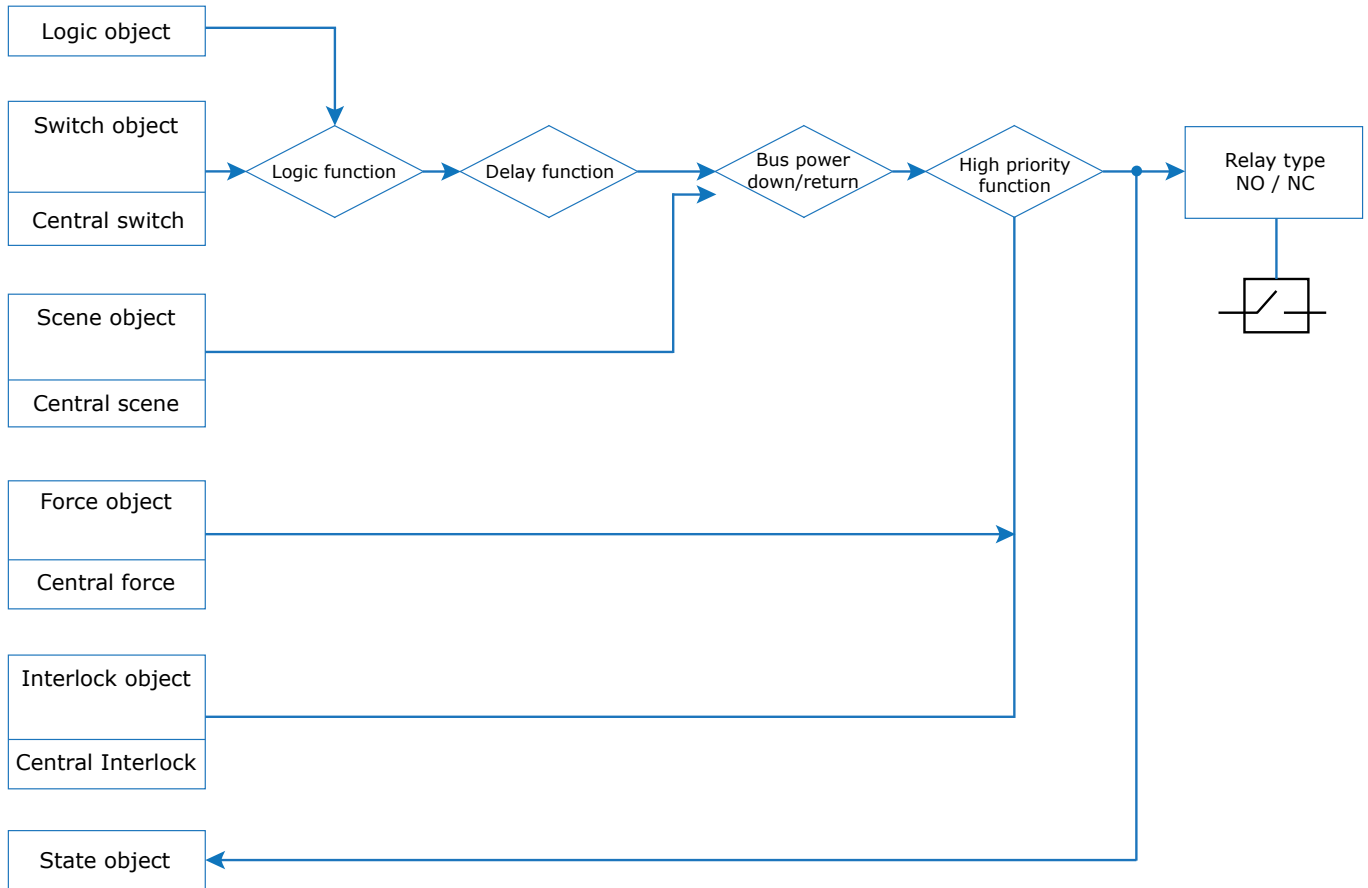 Logic object
Switch object
Central switch
Logic function
Delay function
Bus power
down/return
High priority
function
Relay type
NO / NC
Scene object
Central scene
Force object
Central force
Interlock object
Central Interlock
State object